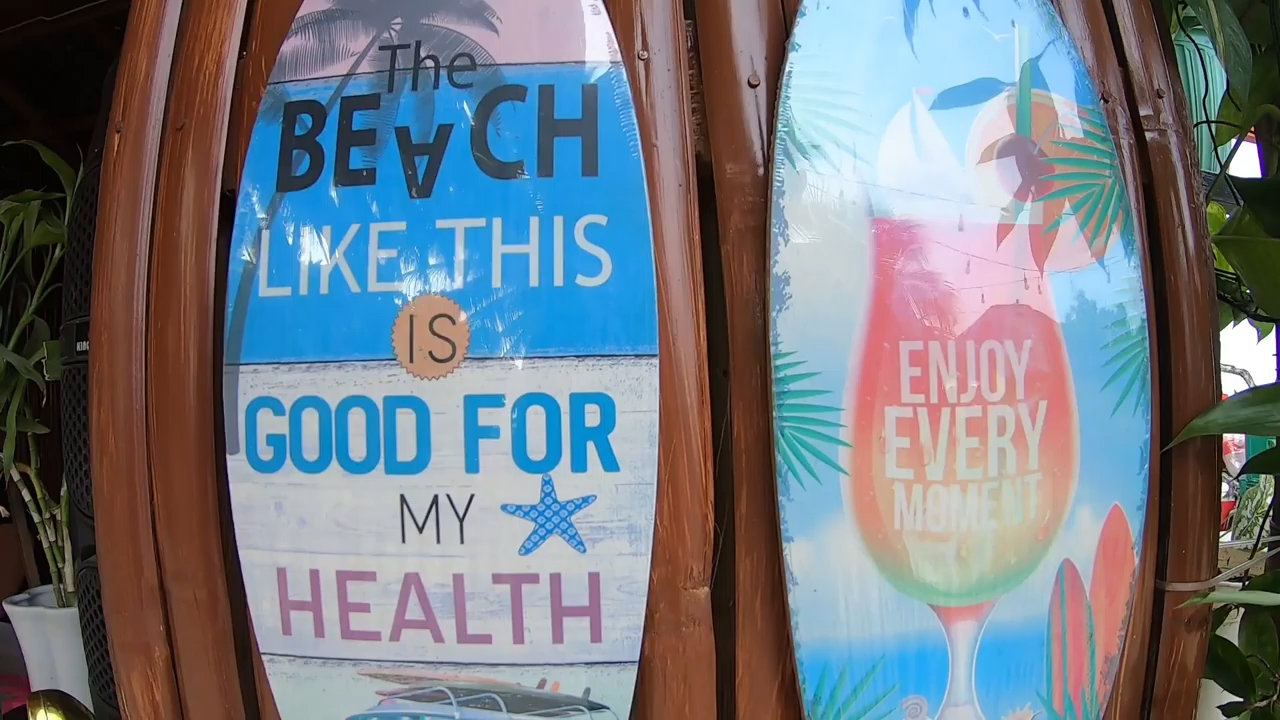 The
BEACH
LIKE THIS
IS
GOOD FOR
MY
HEALTH
ENJOY
EVERY
MOMENT